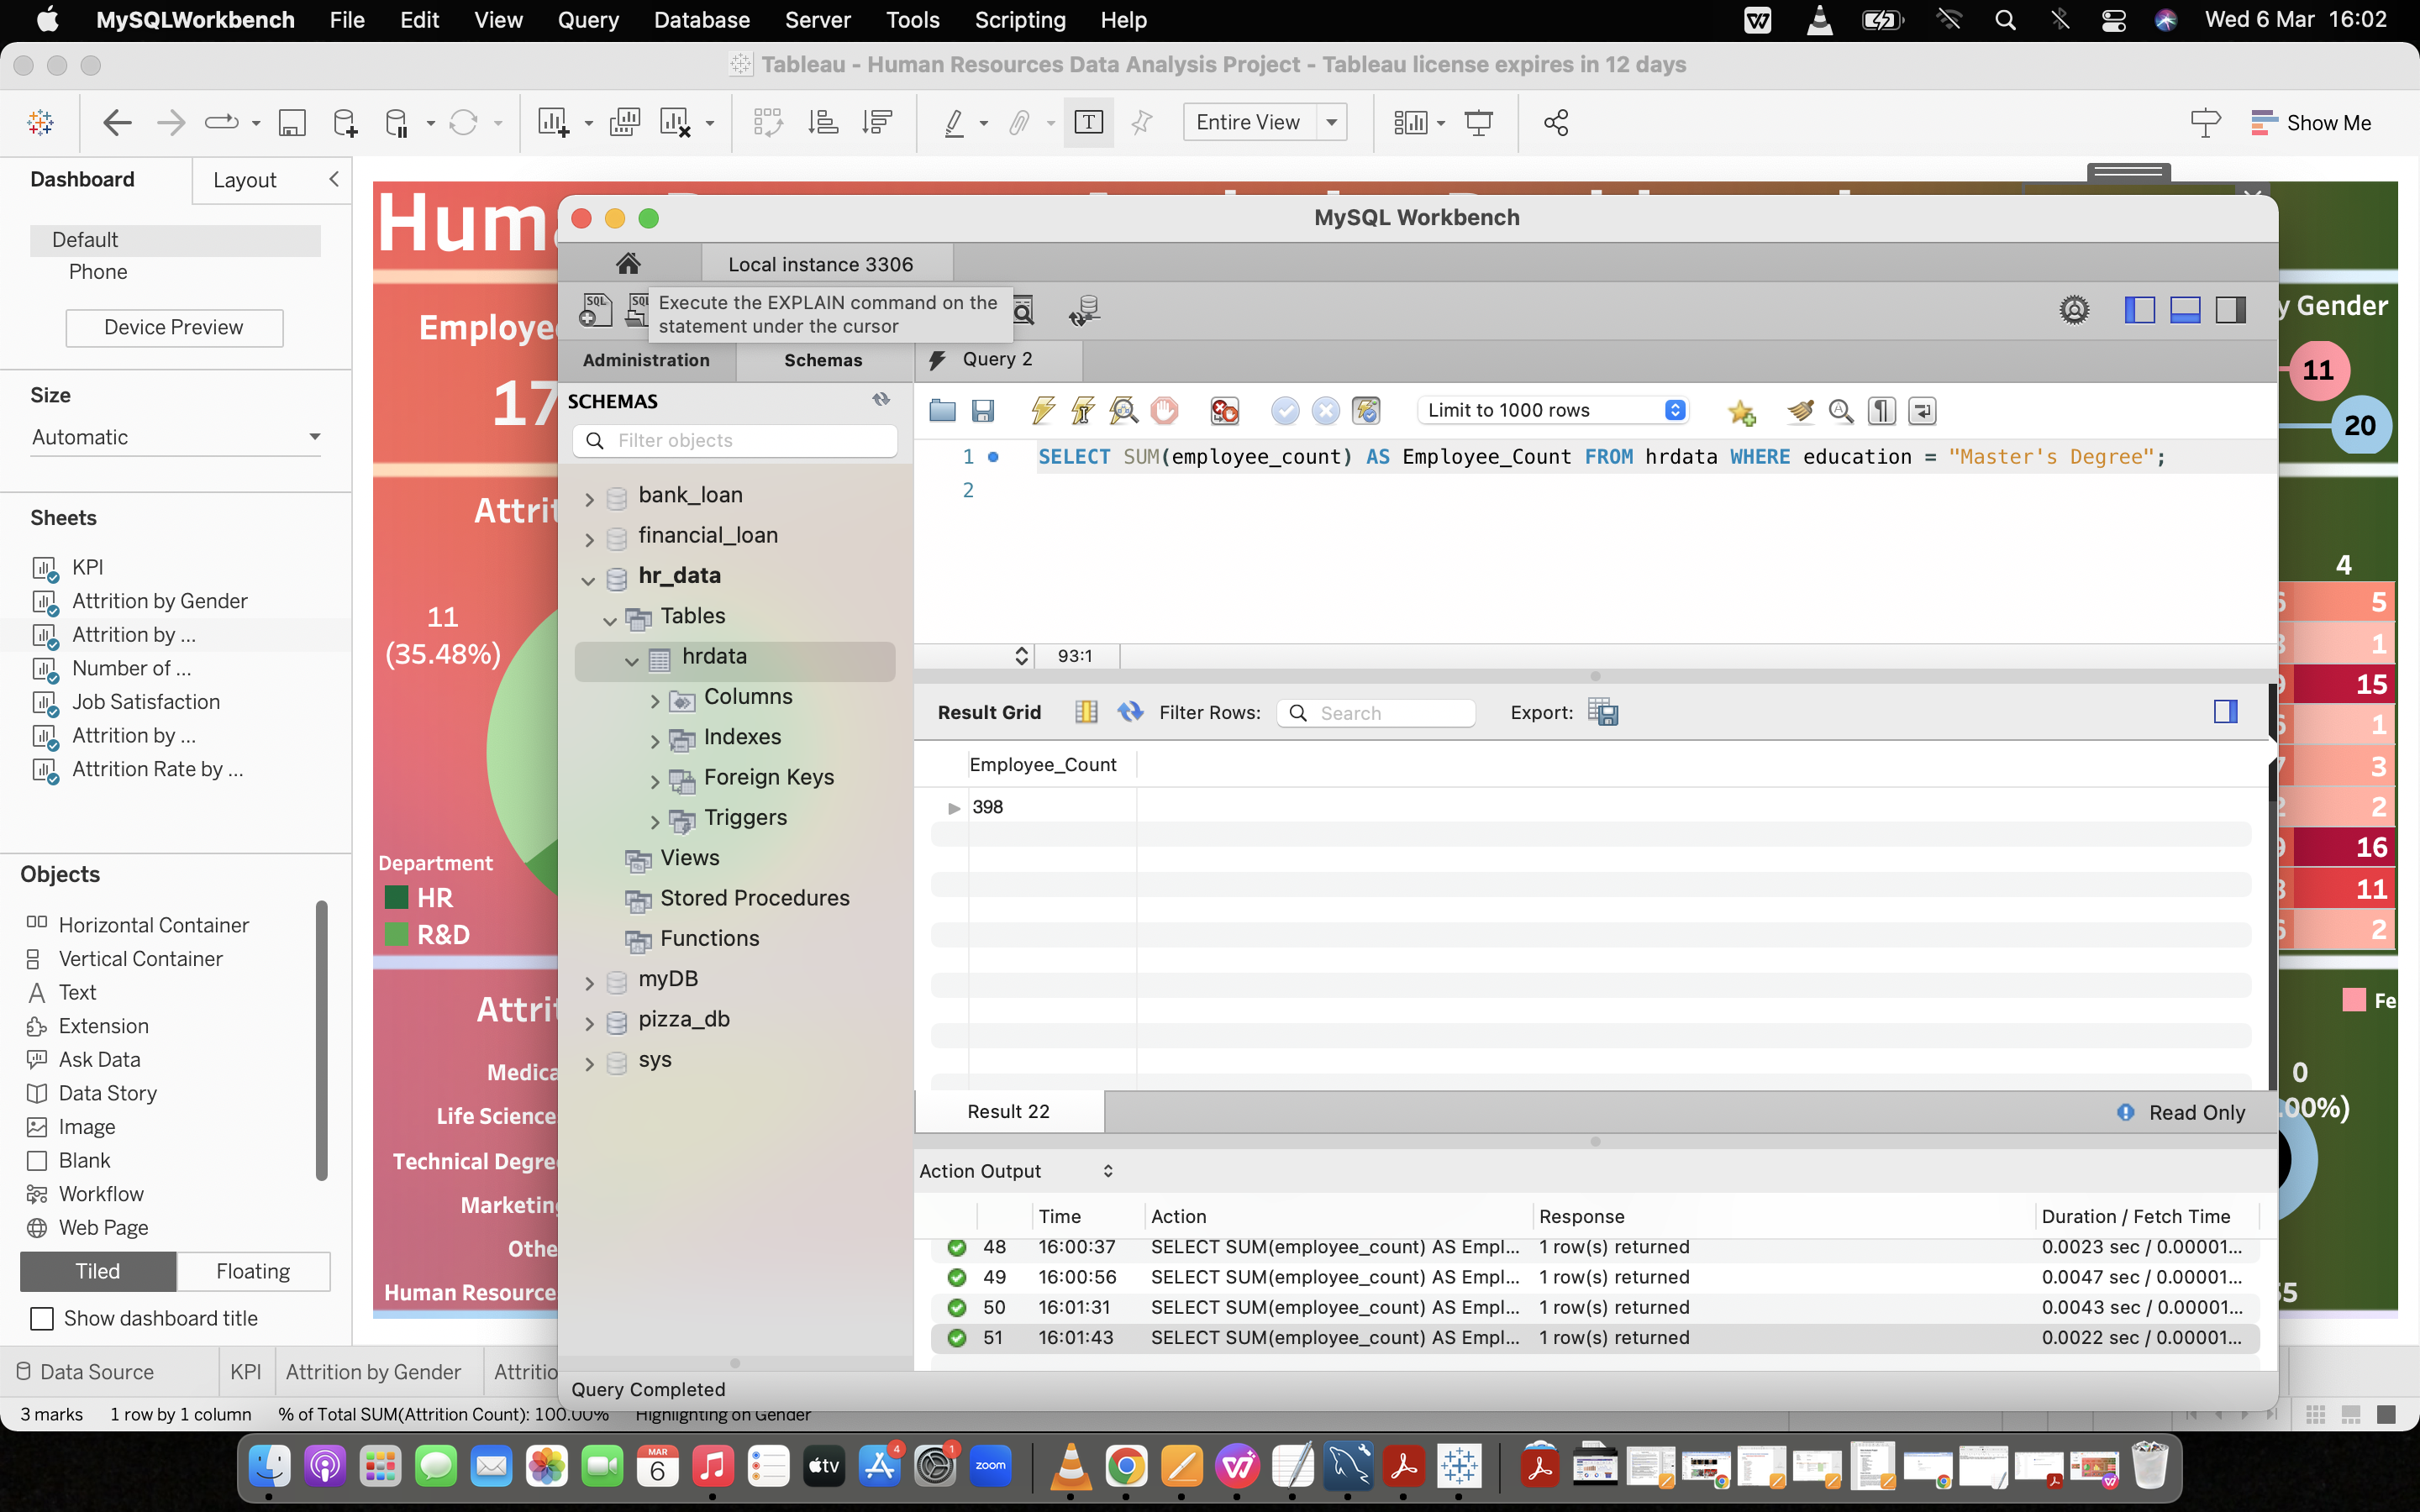 MySQLWorkbench File Edit View Query Database Server Tools Scripting Help
Wed 6 Mar 16:02
Tableau - Human Resources Data Analysis Project - Tableau license expires in 12 days
Entire View
Show Me
Dashboard
Layout
Default
Phone
Device Preview
Size
Automatic
Sheets
KPI
Attrition by Gender
Attrition by ...
Number of ...
Job Satisfaction
Attrition by ...
Attrition Rate by ...
Objects
Horizontal Container
Vertical Container
Text
Extension
Ask Data
Data Story
Image
Blank
Workflow
Web Page
Tiled
Floating
Show dashboard title
Data Source
KPI
Attrition by Gender
Attritio
3 marks
1 row by 1 column
% of Total SUM(Attrition Count): 100.00%
Highlighting on Gender
Hum
Employe
17
Attrit
11
(35.48%)
Department
HR
R&D
Attrit
Medica
Life Science
Technical Degre
Marketing
Othe
Human Resource
MySQL Workbench
Local instance 3306
SQL
Execute the EXPLAIN command on the
statement under the cursor
Administration
Schemas
SCHEMAS
Filter objects
bank_loan
financial_loan
hr_data
Tables
hrdata
Columns
Indexes
Foreign Keys
Triggers
Views
Stored Procedures
Functions
myDB
pizza_db
sys
Query Completed
Query 2
Limit to 1000 rows
1 SELECT SUM(employee_count) AS Employee_Count FROM hrdata WHERE education = "Master's Degree";
2
93:1
Result Grid
Filter Rows:
Search
Export:
Employee_Count
398
Result 22
Read Only
Action Output
Time Action Response Duration / Fetch Time
48 16:00:37 SELECT SUM(employee_count) AS Empl... 1 row(s) returned 0.0023 sec / 0.00001...
49 16:00:56 SELECT SUM(employee_count) AS Empl... 1 row(s) returned 0.0047 sec / 0.00001...
50 16:01:31 SELECT SUM(employee_count) AS Empl... 1 row(s) returned 0.0043 sec / 0.00001...
51 16:01:43 SELECT SUM(employee_count) AS Empl... 1 row(s) returned 0.0022 sec / 0.00001...
y Gender
11
20
4
5
1
15
1
3
2
16
11
2
Fe
0
.00%)
MAR
6
tv
4
1
zoom